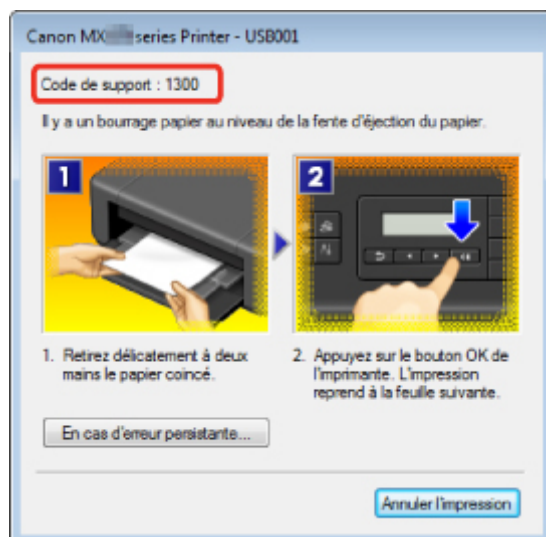 Canon MX series Printer - USB001
Code de support : 1300
Il y a un bourrage papier au niveau de la fente d'éjection du papier.
1
2
1. Retirez délicatement à deux
mains le papier coincé.
2. Appuyez sur le bouton OK de
l'imprimante. L'impression
reprend à la feuille suivante.
En cas d'erreur persistante...
Annuler l'impression